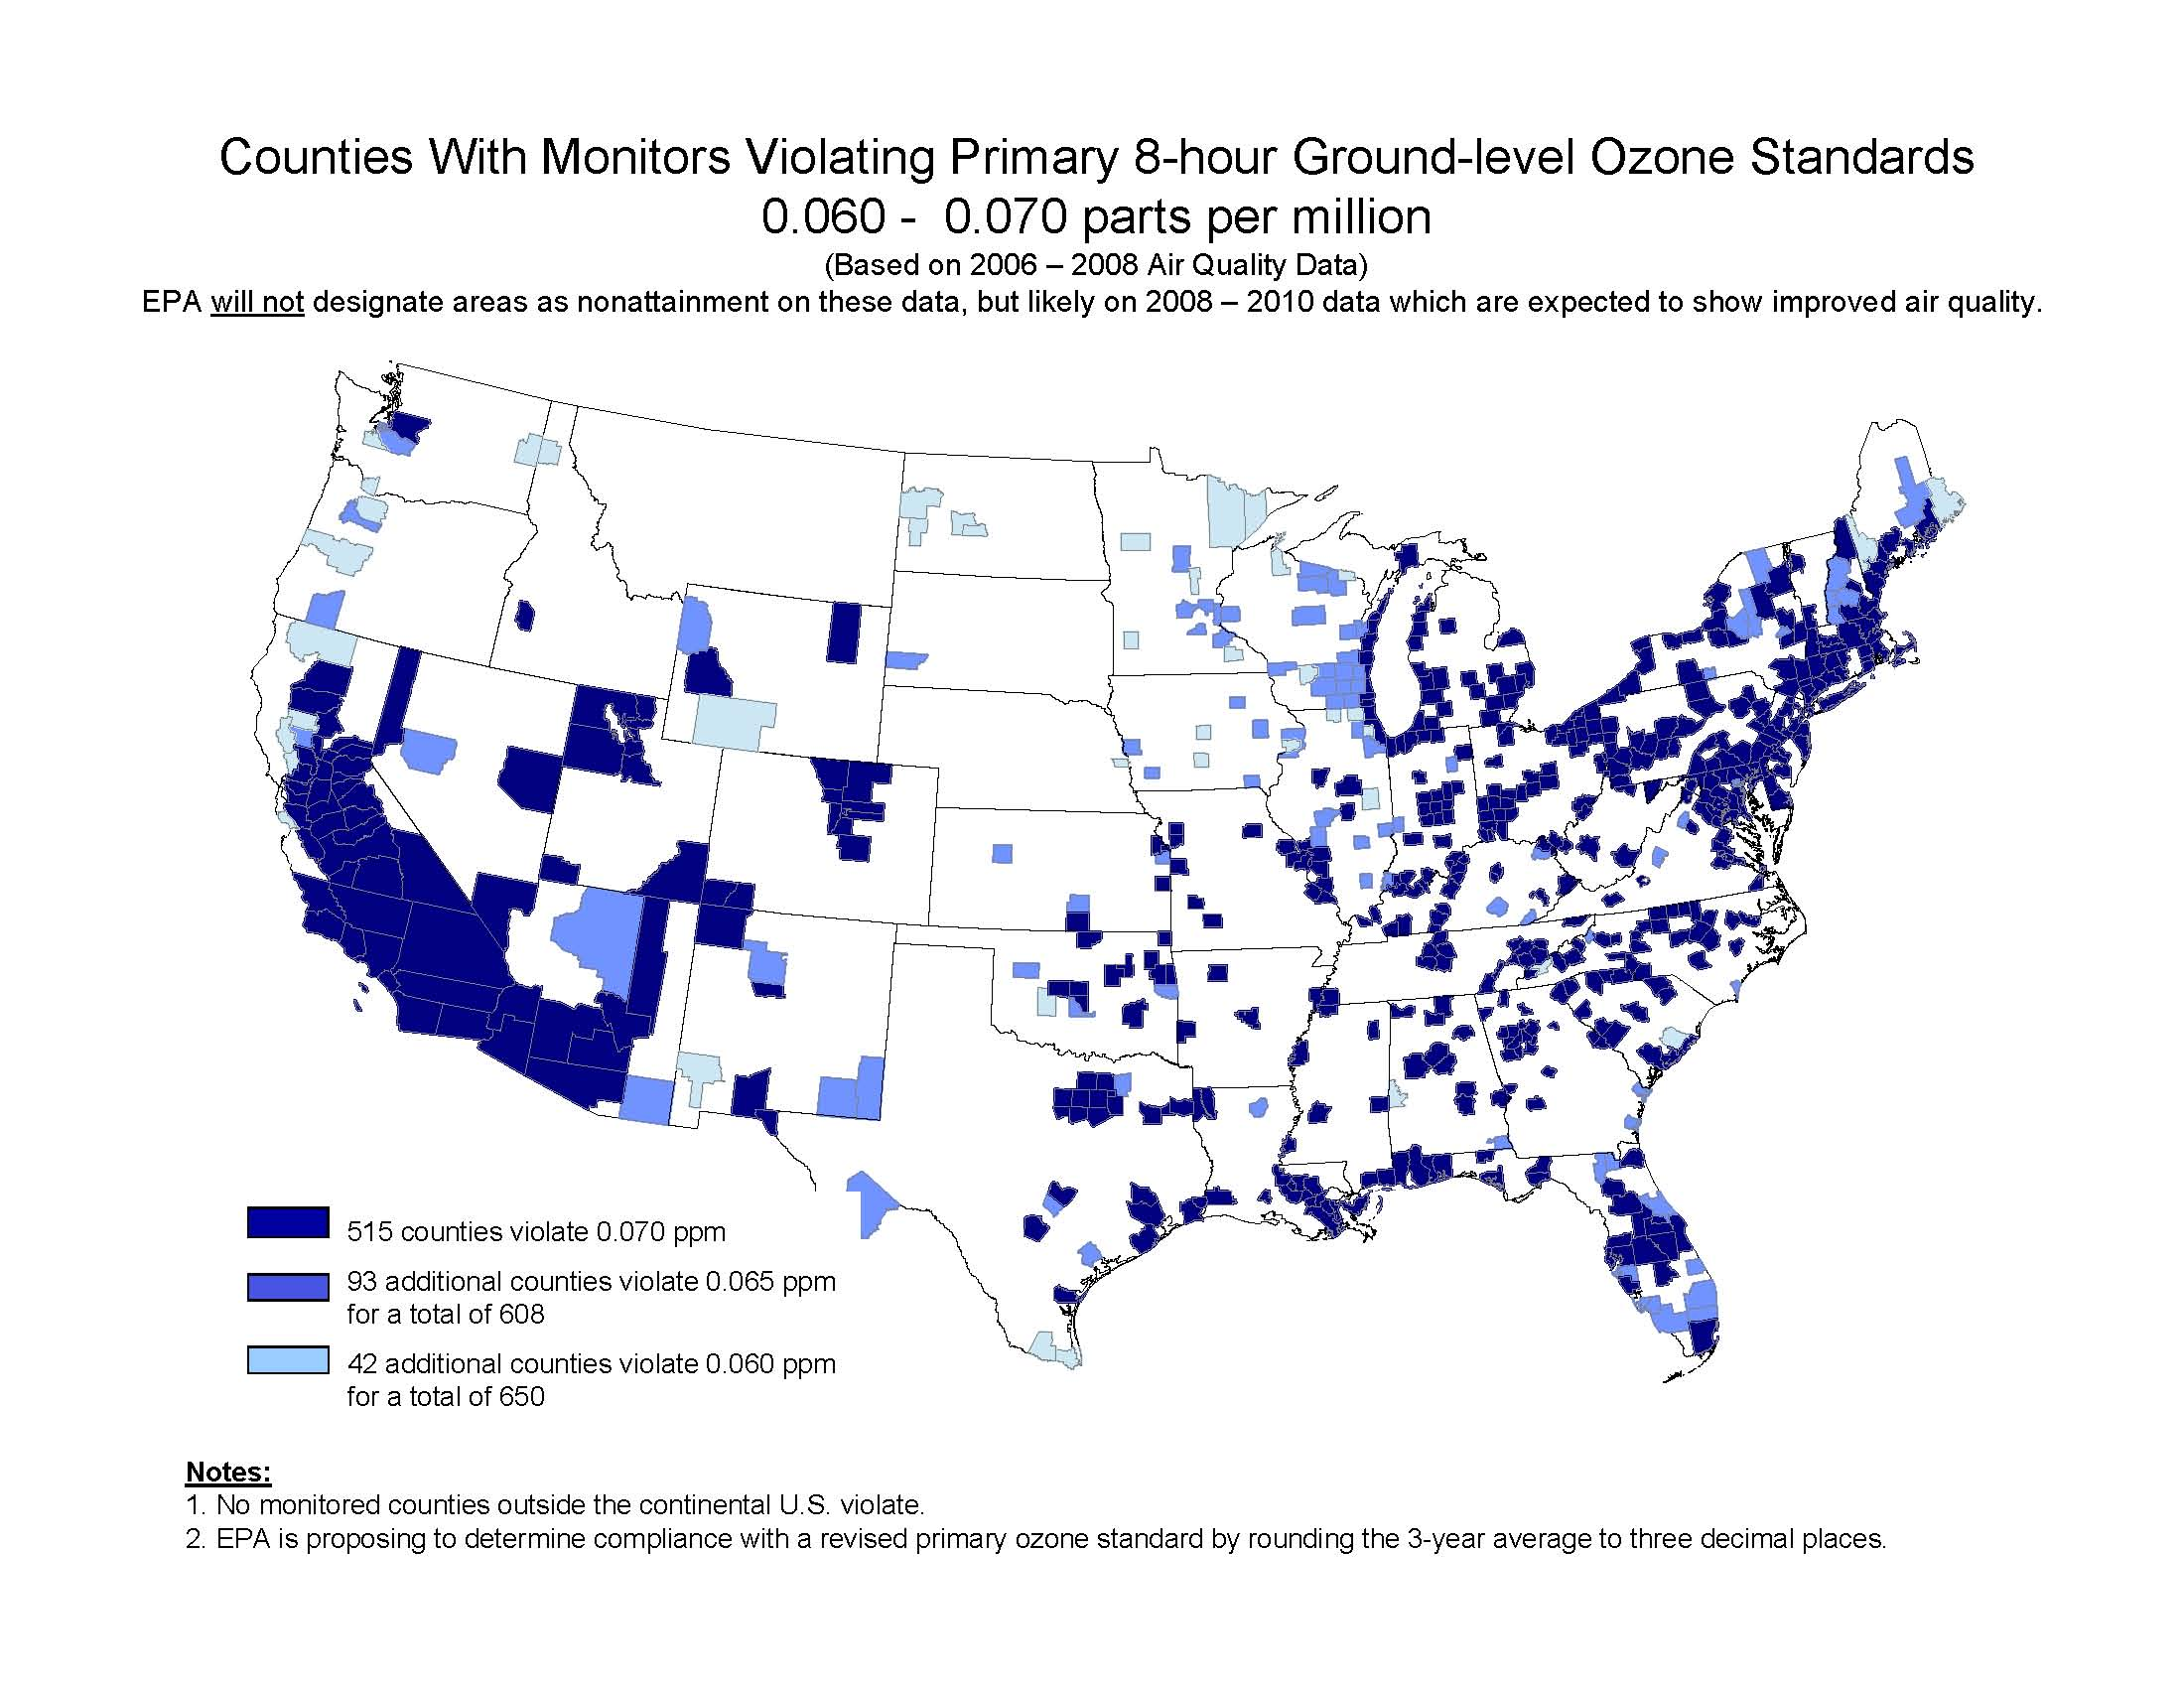 Counties With Monitors Violating Primary 8-hour Ground-level Ozone Standards
0.060 - 0.070 parts per million
(Based on 2006 – 2008 Air Quality Data)
EPA will not designate areas as nonattainment on these data, but likely on 2008 – 2010 data which are expected to show improved air quality.
515 counties violate 0.070 ppm
93 additional counties violate 0.065 ppm
for a total of 608
42 additional counties violate 0.060 ppm
for a total of 650
Notes:
1. No monitored counties outside the continental U.S. violate.
2. EPA is proposing to determine compliance with a revised primary ozone standard by rounding the 3-year average to three decimal places.